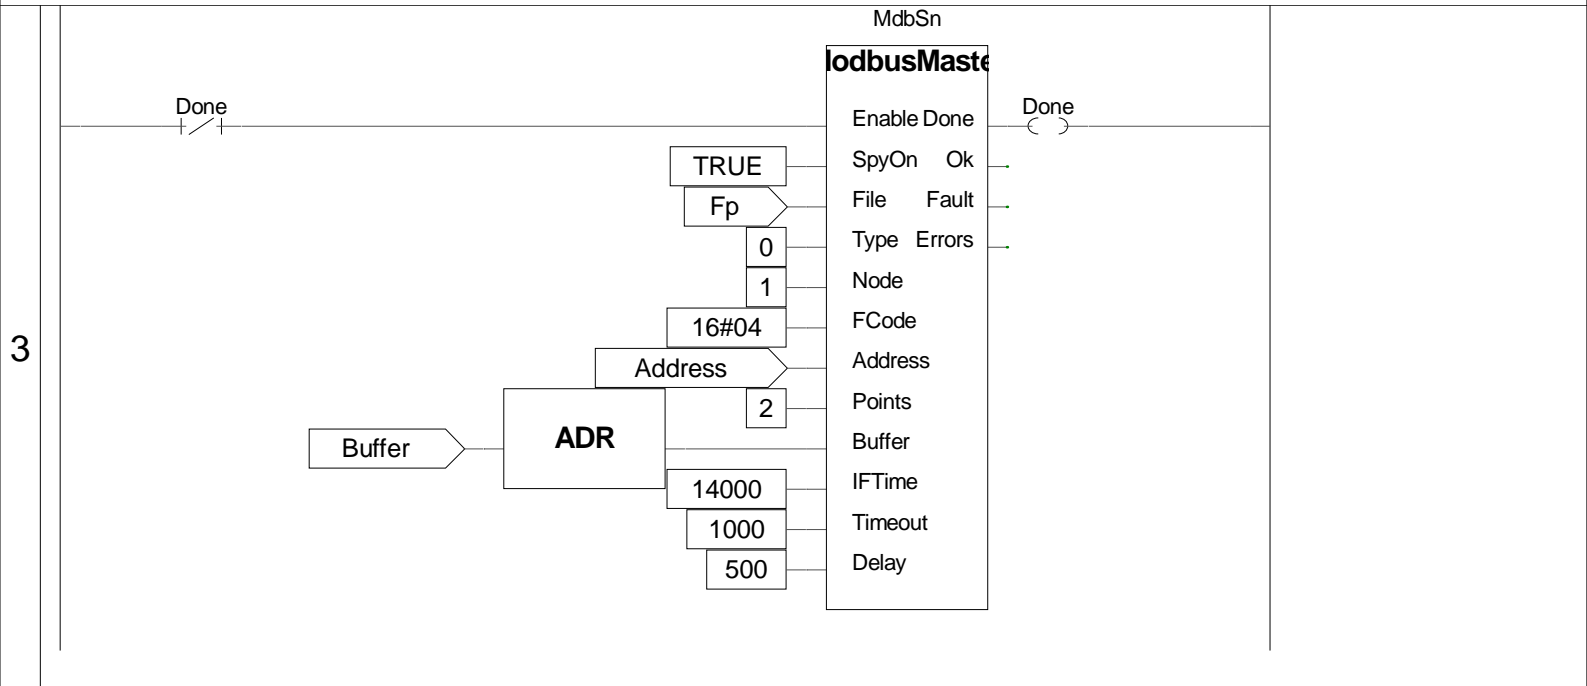 MdbSn
lodbusMaste
Done
Enable Done
Done
TRUE
SpyOn Ok
Fp
File Fault
0
Type Errors
1
Node
3
16#04
FCode
Address
Address
2
Points
Buffer
ADR
Buffer
14000
IFTime
1000
Timeout
500
Delay